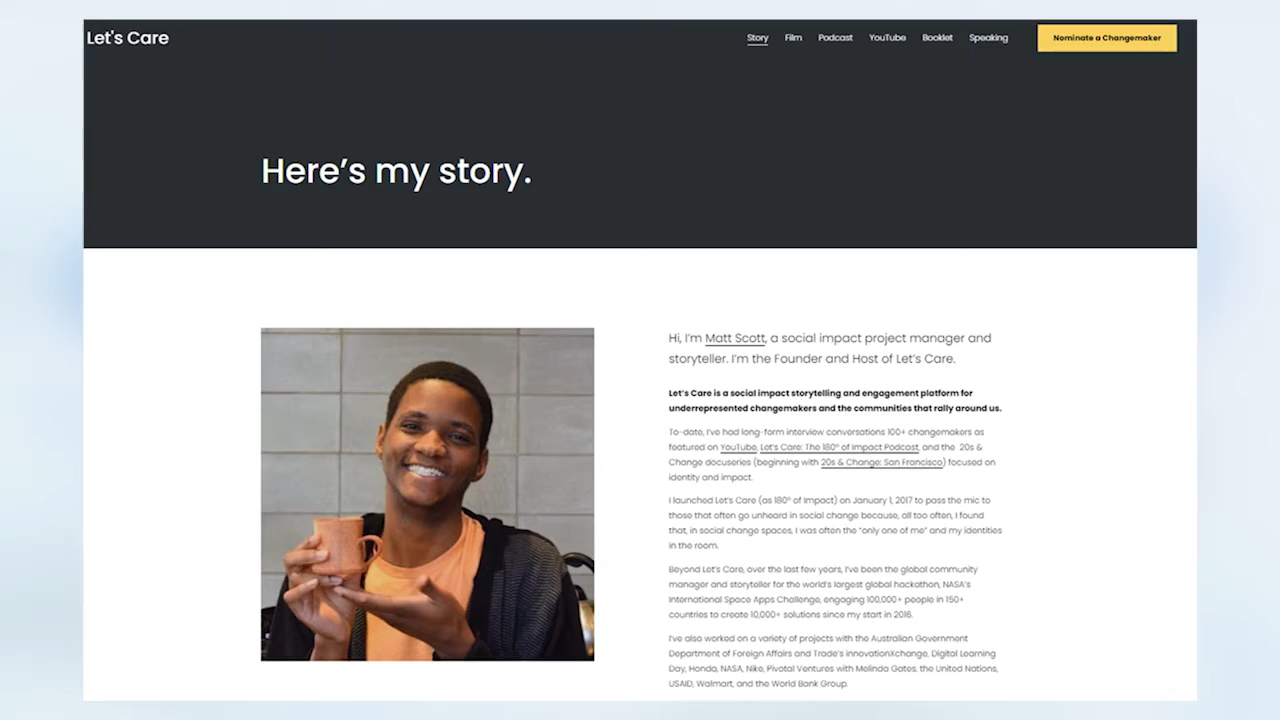 Let's Care
Story Film Podcast YouTube Booklet Speaking Nominate a Changemaker
Here's my story.
Hi, I'm Matt Scott, a social impact project manager and
storyteller. I'm the Founder and Host of Let's Care.
Let's Care is a social impact storytelling and engagement platform for
underrepresented changemakers and the communities that rally around us.
To-date, I've had long-form interview conversations 100+ changemakers as
featured on YouTube, Let's Care: The 180° of Impact Podcast, and the 20s &
Change docuseries (beginning with 20s & Change: San Francisco) focused on
identity and impact.
I launched Let's Care (as 180° of Impact) on January 1, 2017 to pass the mic to
those that often go unheard in social change because, all too often, I found
that, in social change spaces, I was often the "only one of me" and my identities
in the room.
Beyond Let's Care, over the last few years, I've been the global community
manager and storyteller for the world's largest global hackathon, NASA's
International Space Apps Challenge, engaging 100,000+ people in 150+
countries to create 10,000+ solutions since my start in 2016.
I've also worked on a variety of projects with the Australian Government
Department of Foreign Affairs and Trade's innovationXchange, Digital Learning
Day, Honda, NASA, Nike, Pivotal Ventures with Melinda Gates. the United Nations,
USAID, Walmart, and the World Bank Group.